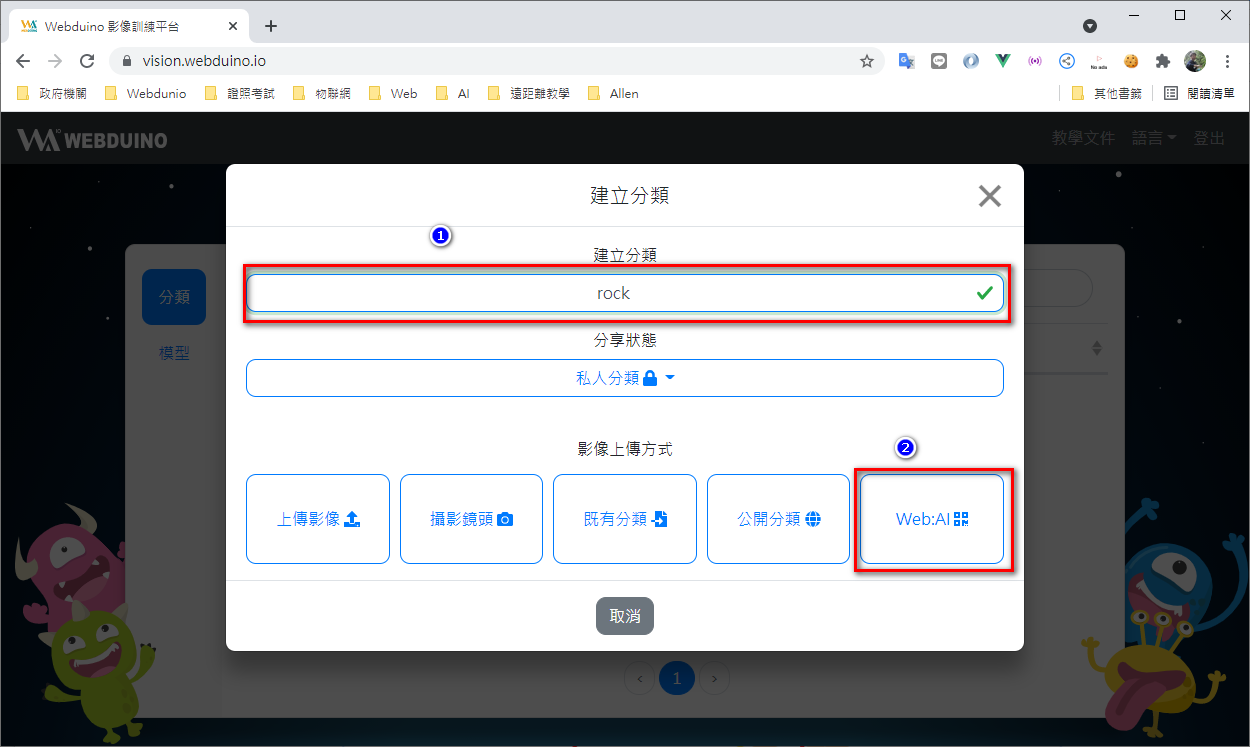 Webduino 影像訓練平台
vision.webduino.io
政府機關 Webdunio 證照考試 物聯網 Web AI 遠距離教學 Allen 其他書籤 閱讀清單
WEBDUINO 教學文件 語言 登出
建立分類
1
建立分類
rock
分類
分享狀態
模型
私人分類
影像上傳方式
2
上傳影像 攝影鏡頭 既有分類 公開分類 Web:AI
取消
‹ 1 ›